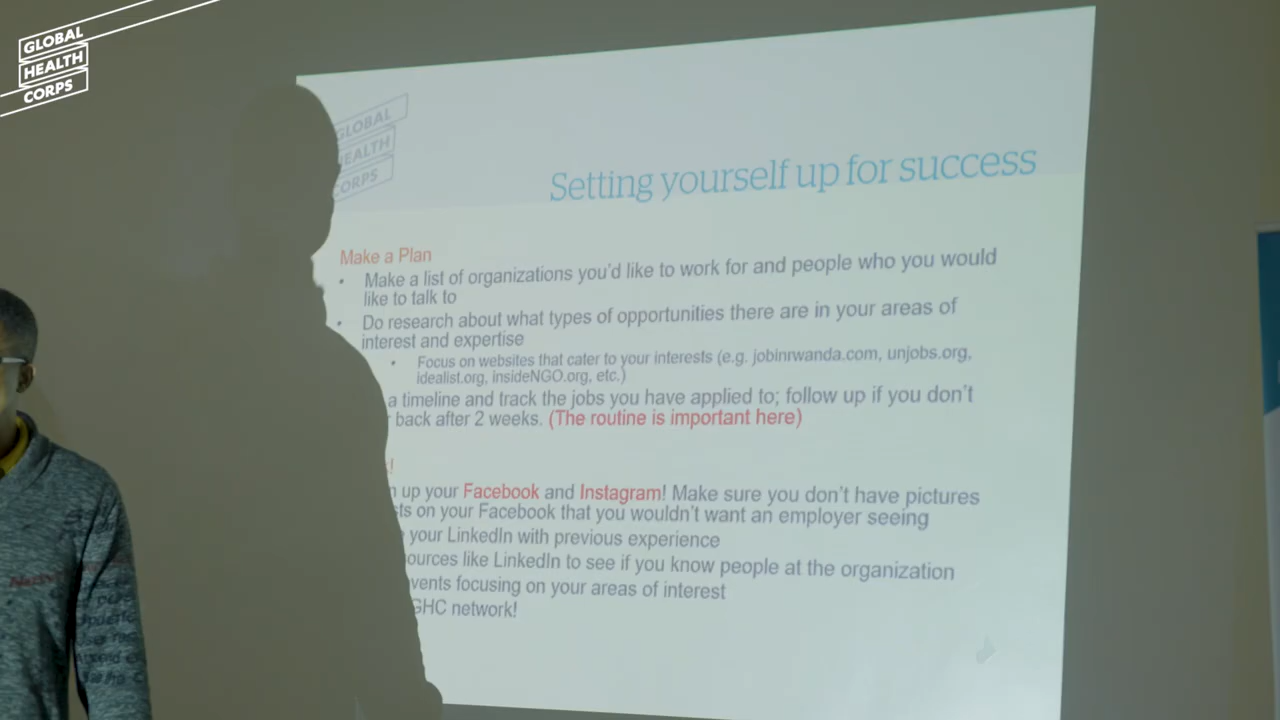 GLOBAL
HEALTH
CORPS
GLOBAL
EALTH
CORPS
Setting yourself up for success
Make a Plan
• Make a list of organizations you'd like to work for and people who you would
like to talk to
• Do research about what types of opportunities there are in your areas of
interest and expertise
• Focus on websites that cater to your interests (e.g. jobinrwanda.com, unjobs.org,
idealist.org, insideNGO.org, etc.)
a timeline and track the jobs you have applied to; follow up if you don't
back after 2 weeks. (The routine is important here)
!
up your Facebook and Instagram! Make sure you don't have pictures
sts on your Facebook that you wouldn't want an employer seeing
your LinkedIn with previous experience
ources like LinkedIn to see if you know people at the organization
vents focusing on your areas of interest
GHC network!